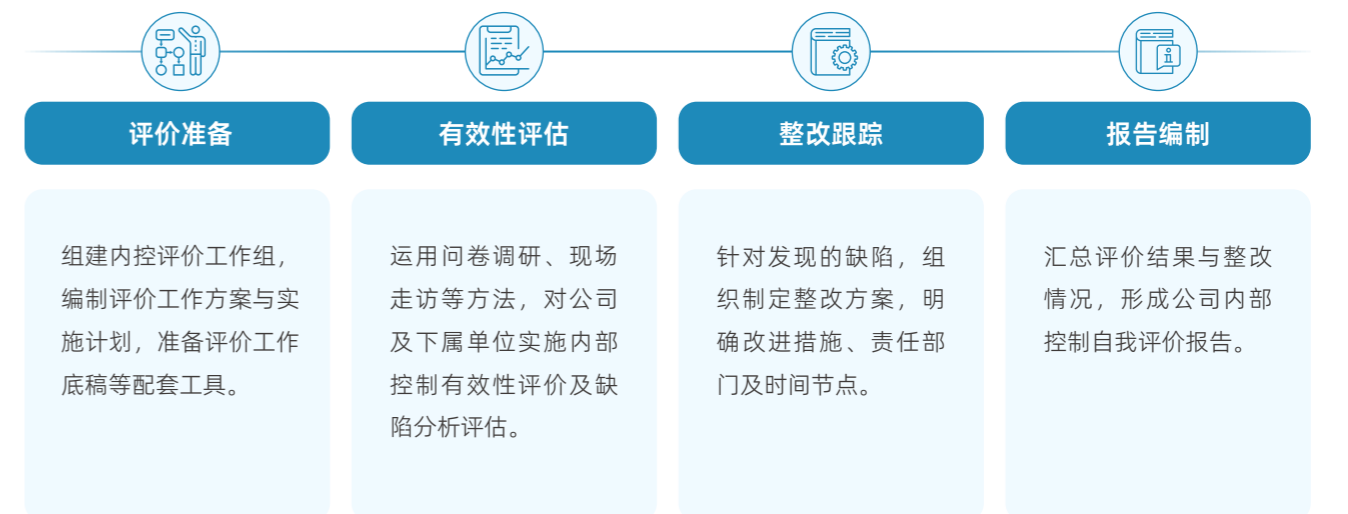 评价准备
组建内控评价工作组，
编制评价工作方案与实
施计划，准备评价工作
底稿等配套工具。
有效性评估
运用问卷调研、现场
走访等方法，对公司
及下属单位实施内部
控制有效性评价及缺
陷分析评估。
整改跟踪
针对发现的缺陷，组
织制定整改方案，明
确改进措施、责任部
门及时间节点。
报告编制
汇总评价结果与整改
情况，形成公司内部
控制自我评价报告。